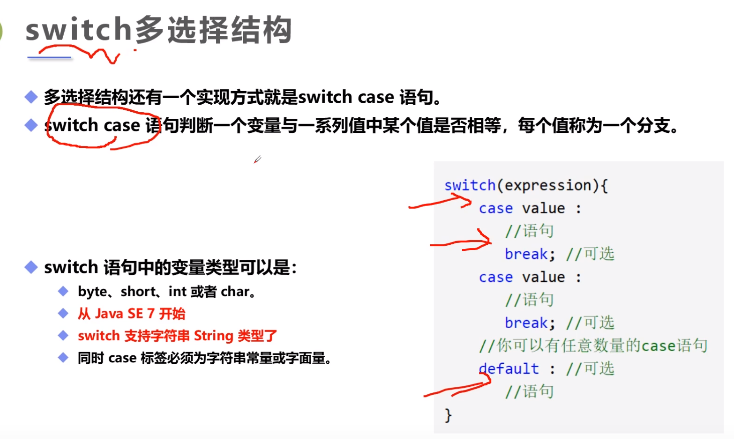 switch多选择结构
多选择结构还有一个实现方式就是switch case 语句。
switch case 语句判断一个变量与一系列值中某个值是否相等，每个值称为一个分支。
switch 语句中的变量类型可以是：
byte、short、int 或者 char。
从 Java SE 7 开始
switch 支持字符串 String 类型了
同时 case 标签必须为字符串常量或字面量。
switch(expression){
case value :
//语句
break; //可选
case value :
//语句
break; //可选
//你可以有任意数量的case语句
default : //可选
//语句
}